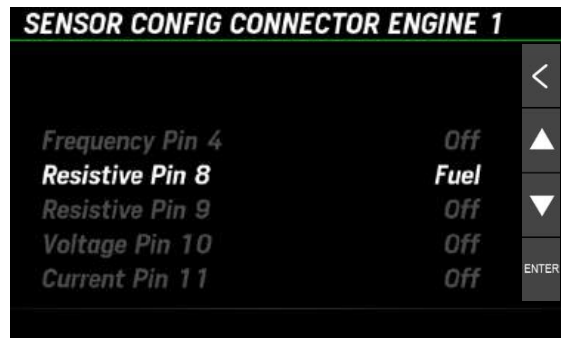 SENSOR CONFIG CONNECTOR ENGINE 1
Frequency Pin 4 Off
Resistive Pin 8 Fuel
Resistive Pin 9 Off
Voltage Pin 10 Off
Current Pin 11 Off
ENTER